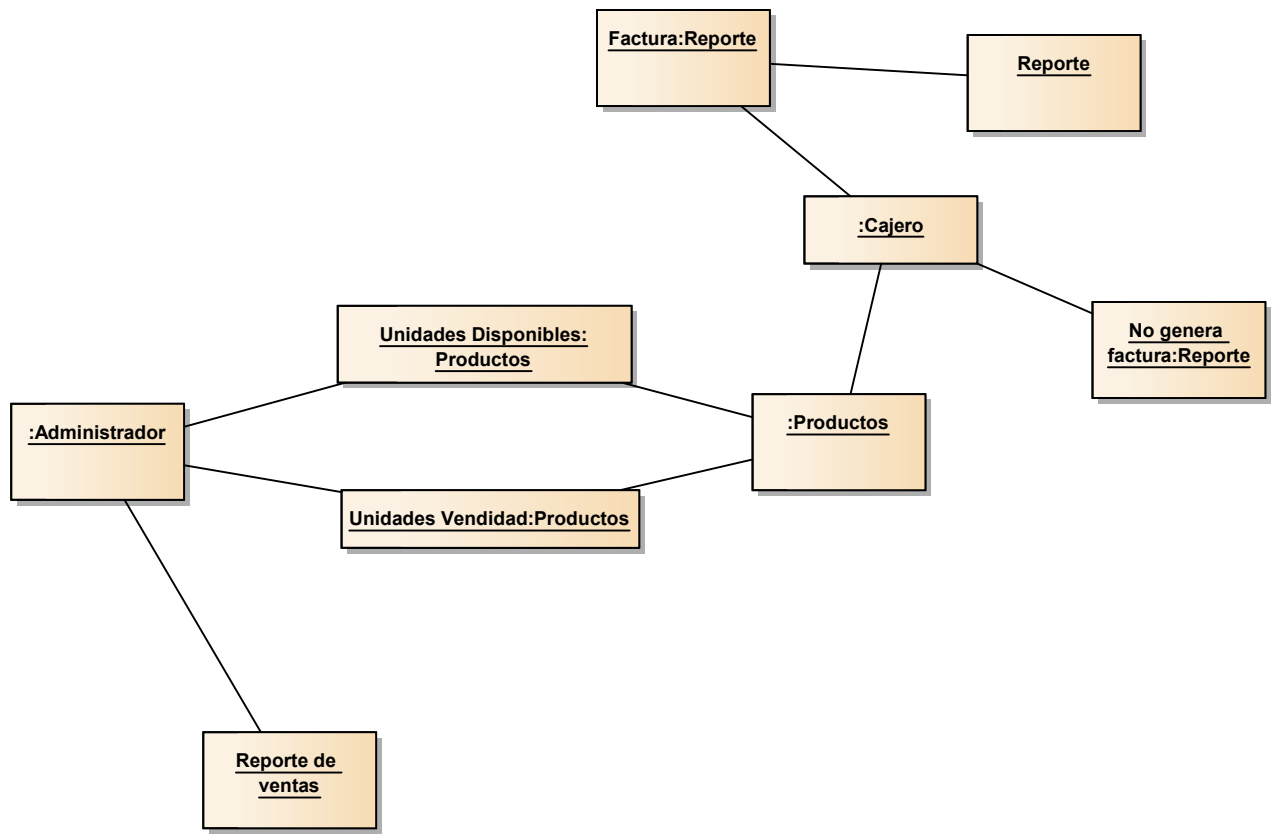 Factura:Reporte
Reporte
:Cajero
No genera
factura:Reporte
Unidades Disponibles:
Productos
:Productos
:Administrador
Unidades Vendidad:Productos
Reporte de
ventas